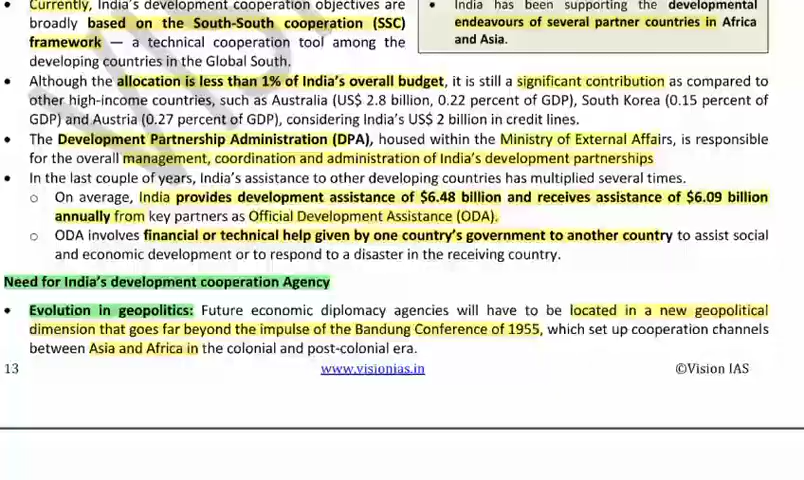 • Currently, India's development cooperation objectives are
broadly based on the South-South cooperation (SSC)
framework — a technical cooperation tool among the
developing countries in the Global South.
• India has been supporting the developmental
endeavours of several partner countries in Africa
and Asia.
• Although the allocation is less than 1% of India's overall budget, it is still a significant contribution as compared to
other high-income countries, such as Australia (US$ 2.8 billion, 0.22 percent of GDP), South Korea (0.15 percent of
GDP) and Austria (0.27 percent of GDP), considering India's US$ 2 billion in credit lines.
• The Development Partnership Administration (DPA), housed within the Ministry of External Affairs, is responsible
for the overall management, coordination and administration of India's development partnerships
• In the last couple of years, India's assistance to other developing countries has multiplied several times.
o On average, India provides development assistance of $6.48 billion and receives assistance of $6.09 billion
annually from key partners as Official Development Assistance (ODA).
o ODA involves financial or technical help given by one country's government to another country to assist social
and economic development or to respond to a disaster in the receiving country.
Need for India's development cooperation Agency
• Evolution in geopolitics: Future economic diplomacy agencies will have to be located in a new geopolitical
dimension that goes far beyond the impulse of the Bandung Conference of 1955, which set up cooperation channels
between Asia and Africa in the colonial and post-colonial era.
13 www.visionias.in ©Vision IAS